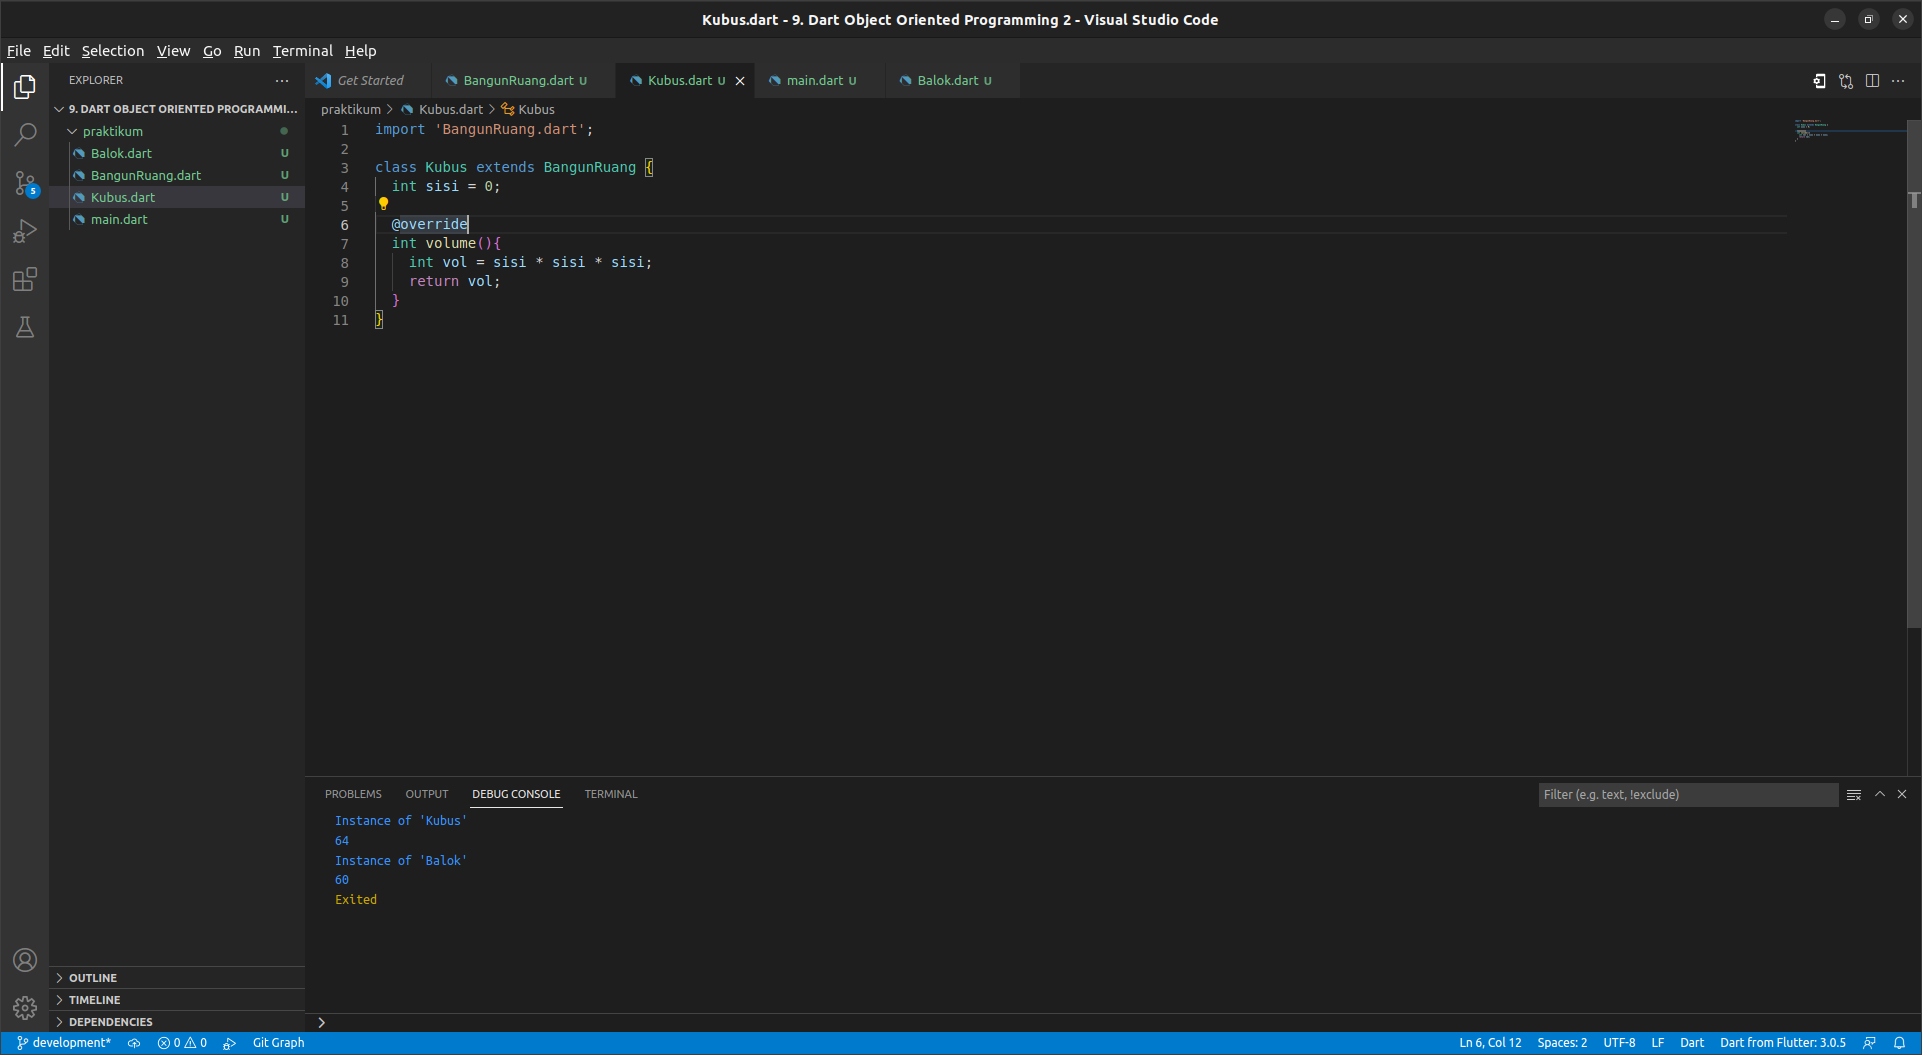 Kubus.dart - 9. Dart Object Oriented Programming 2 - Visual Studio Code
File Edit Selection View Go Run Terminal Help
EXPLORER
Get Started BangunRuang.dart U Kubus.dart U main.dart U Balok.dart U
9. DART OBJECT ORIENTED PROGRAMMI...
praktikum
Balok.dart U
BangunRuang.dart U
Kubus.dart U
main.dart U
5
praktikum > Kubus.dart > Kubus
1 import 'BangunRuang.dart';
2
3 class Kubus extends BangunRuang {
4 int sisi = 0;
5
6 @override
7 int volume(){
8 int vol = sisi * sisi * sisi;
9 return vol;
10 }
11 }
PROBLEMS OUTPUT DEBUG CONSOLE TERMINAL
Filter (e.g. text, !exclude)
Instance of 'Kubus'
64
Instance of 'Balok'
60
Exited
OUTLINE
TIMELINE
DEPENDENCIES
development* 0 0 Git Graph Ln 6, Col 12 Spaces: 2 UTF-8 LF Dart Dart from Flutter: 3.0.5